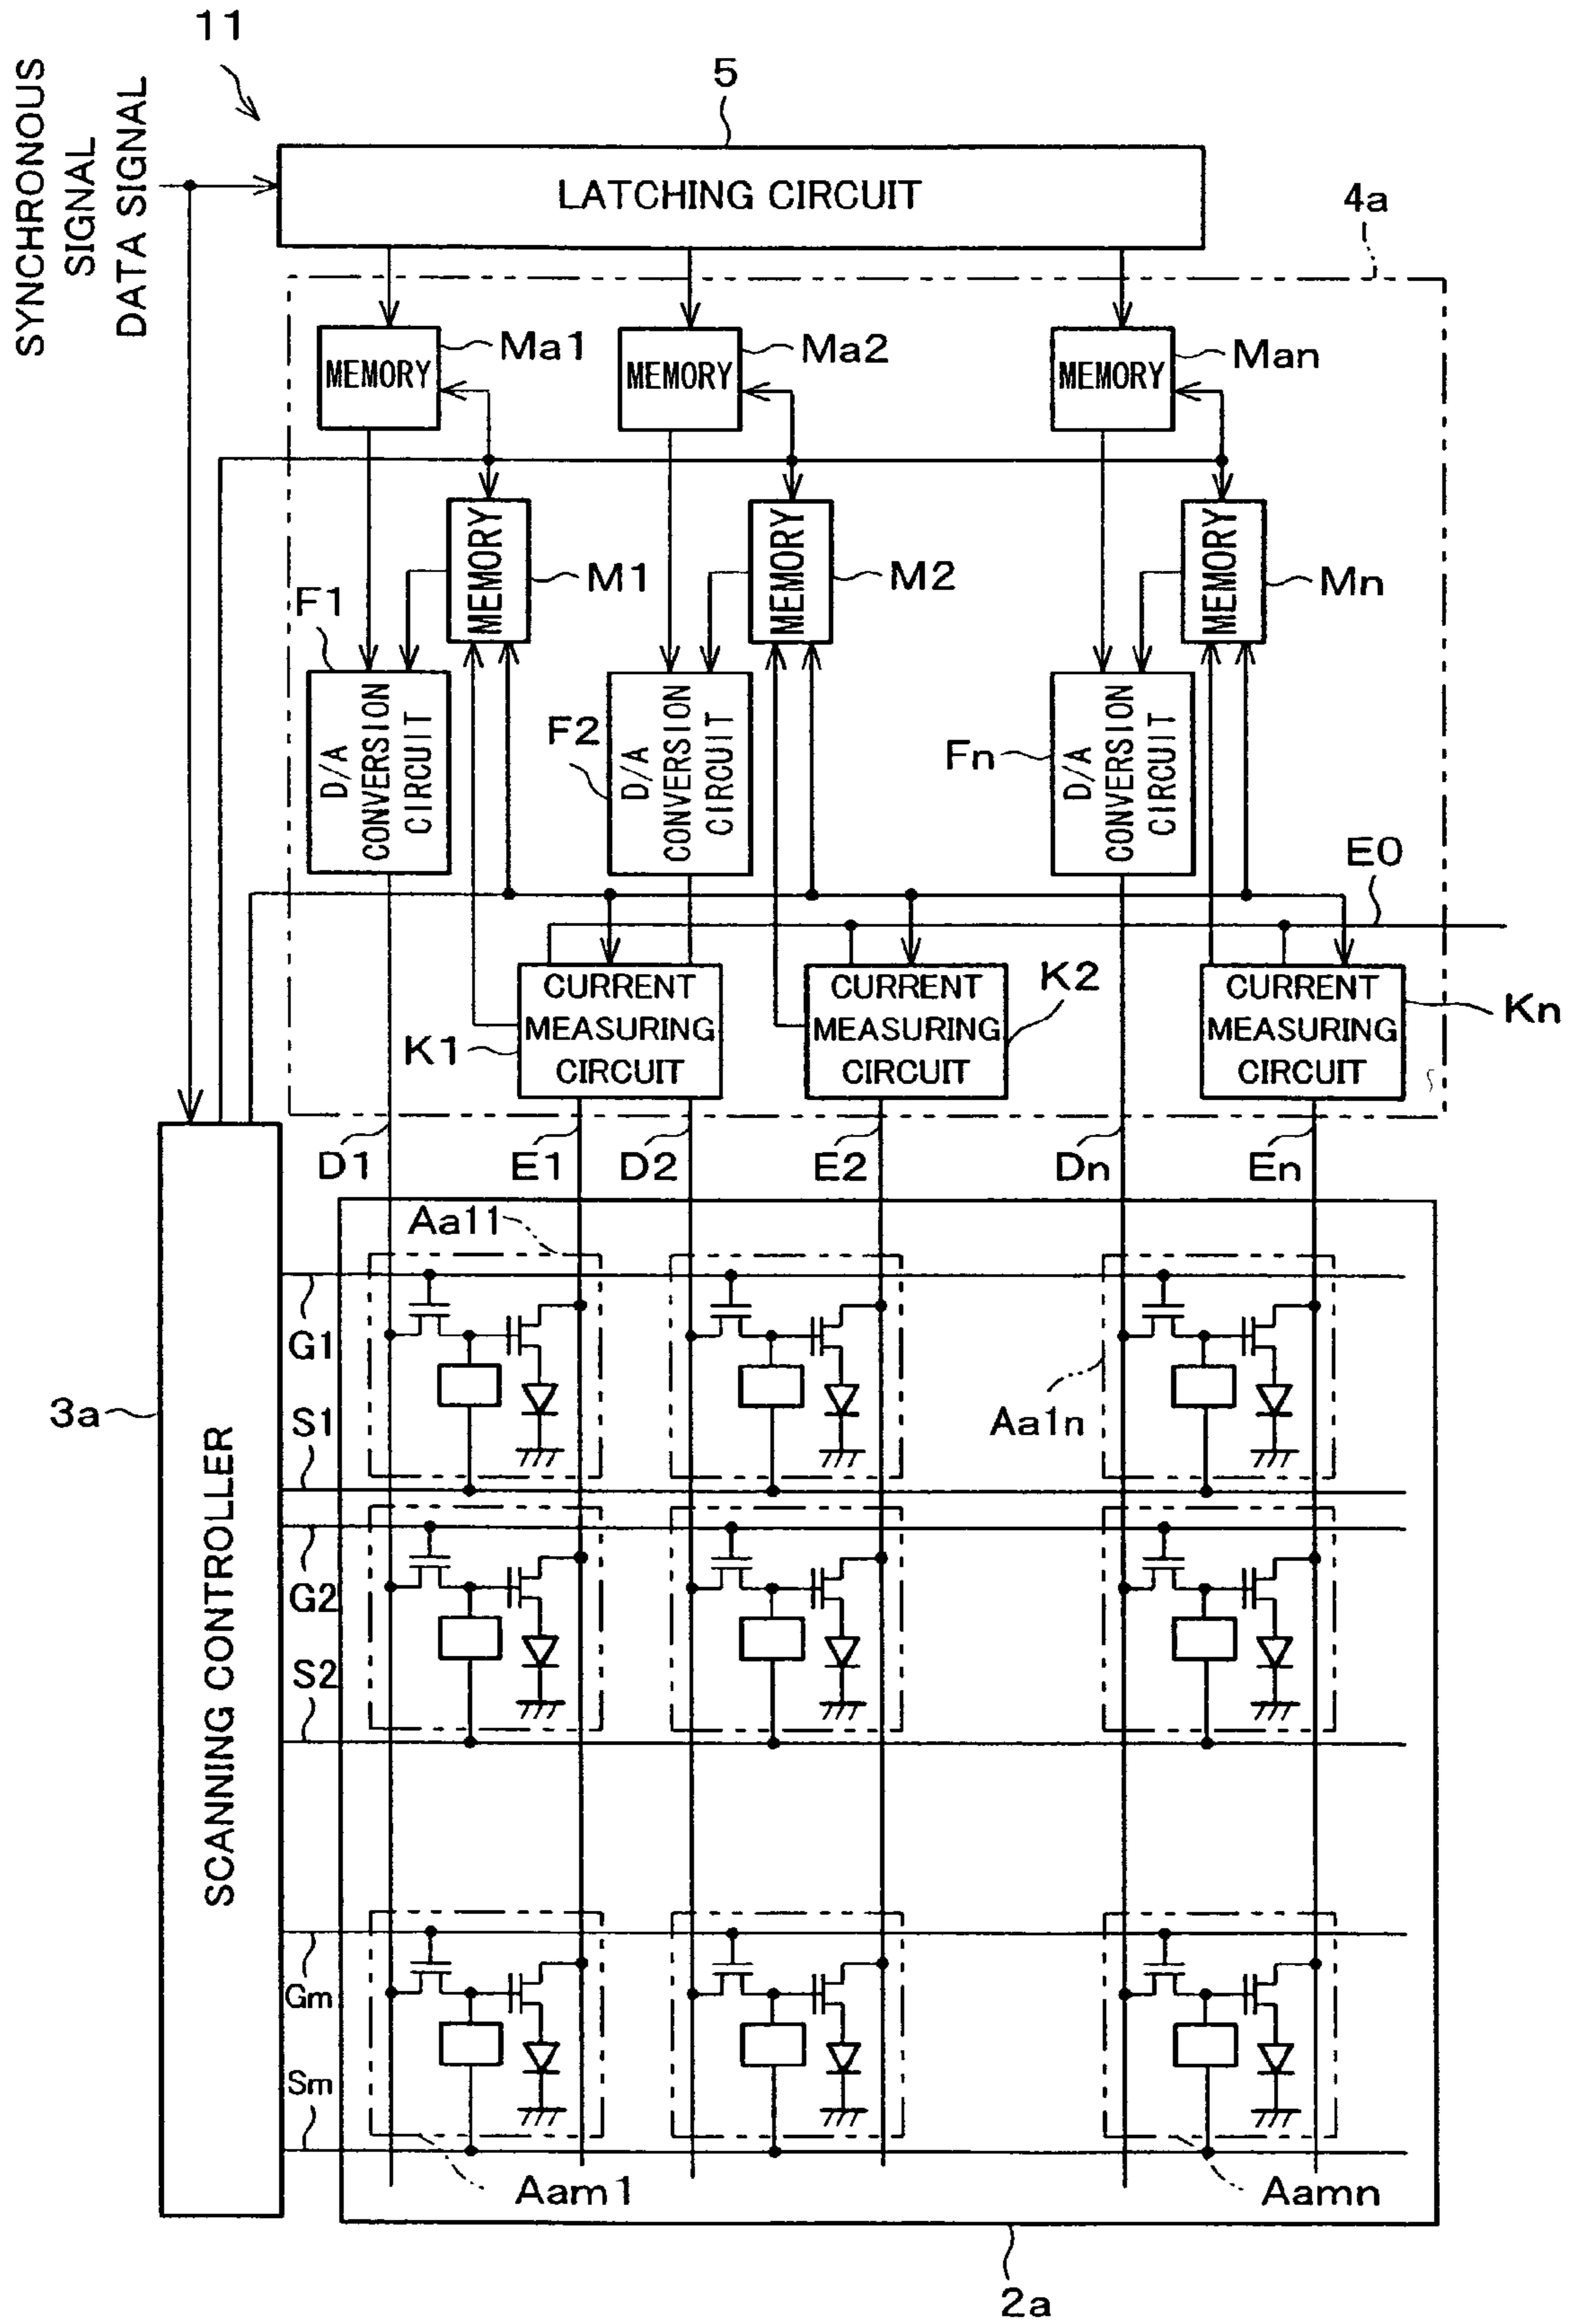 11
SYNCHRONOUS
SIGNAL
DATA SIGNAL
5
LATCHING CIRCUIT
4a
MEMORY
Ma1
MEMORY
Ma2
MEMORY
Man
MEMORY
M1
MEMORY
M2
MEMORY
Mn
F1
D/A
CONVERSION
CIRCUIT
F2
D/A
CONVERSION
CIRCUIT
Fn
D/A
CONVERSION
CIRCUIT
E0
K1
CURRENT
MEASURING
CIRCUIT
K2
CURRENT
MEASURING
CIRCUIT
Kn
CURRENT
MEASURING
CIRCUIT
D1
E1
D2
E2
Dn
En
Aa11
G1
Aa1n
S1
3a
SCANNING CONTROLLER
G2
S2
Gm
Sm
Aam1
Aamn
2a